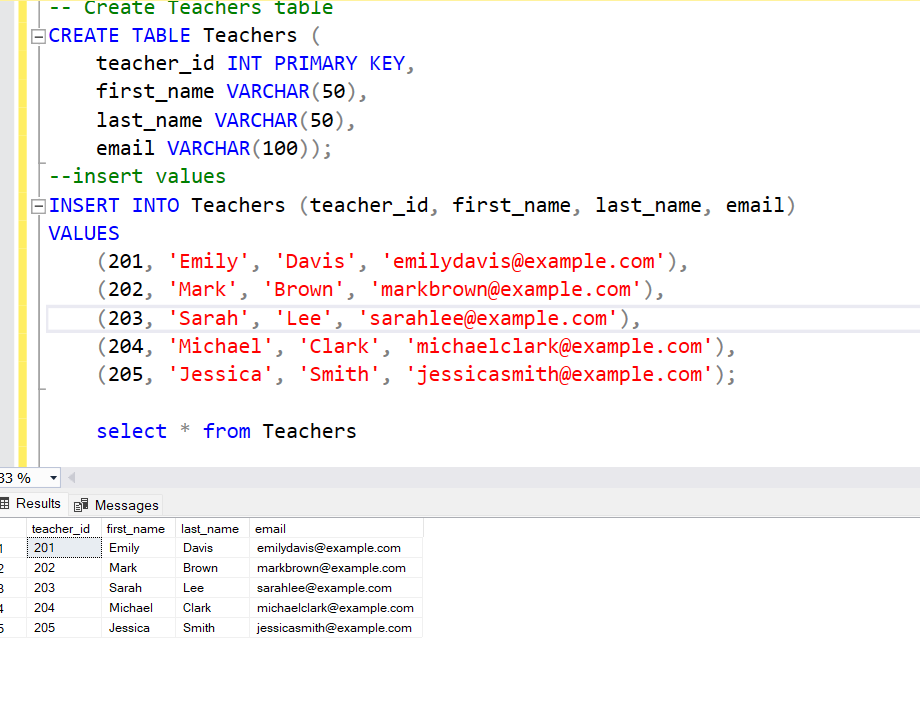 -- Create Teachers table
CREATE TABLE Teachers (
teacher_id INT PRIMARY KEY,
first_name VARCHAR(50),
last_name VARCHAR(50),
email VARCHAR(100));
--insert values
INSERT INTO Teachers (teacher_id, first_name, last_name, email)
VALUES
(201, 'Emily', 'Davis', 'emilydavis@example.com'),
(202, 'Mark', 'Brown', 'markbrown@example.com'),
(203, 'Sarah', 'Lee', 'sarahlee@example.com'),
(204, 'Michael', 'Clark', 'michaelclark@example.com'),
(205, 'Jessica', 'Smith', 'jessicasmith@example.com');
select * from Teachers
33 %
Results Messages
teacher_id first_name last_name email
1 201 Emily Davis emilydavis@example.com
2 202 Mark Brown markbrown@example.com
3 203 Sarah Lee sarahlee@example.com
4 204 Michael Clark michaelclark@example.com
5 205 Jessica Smith jessicasmith@example.com